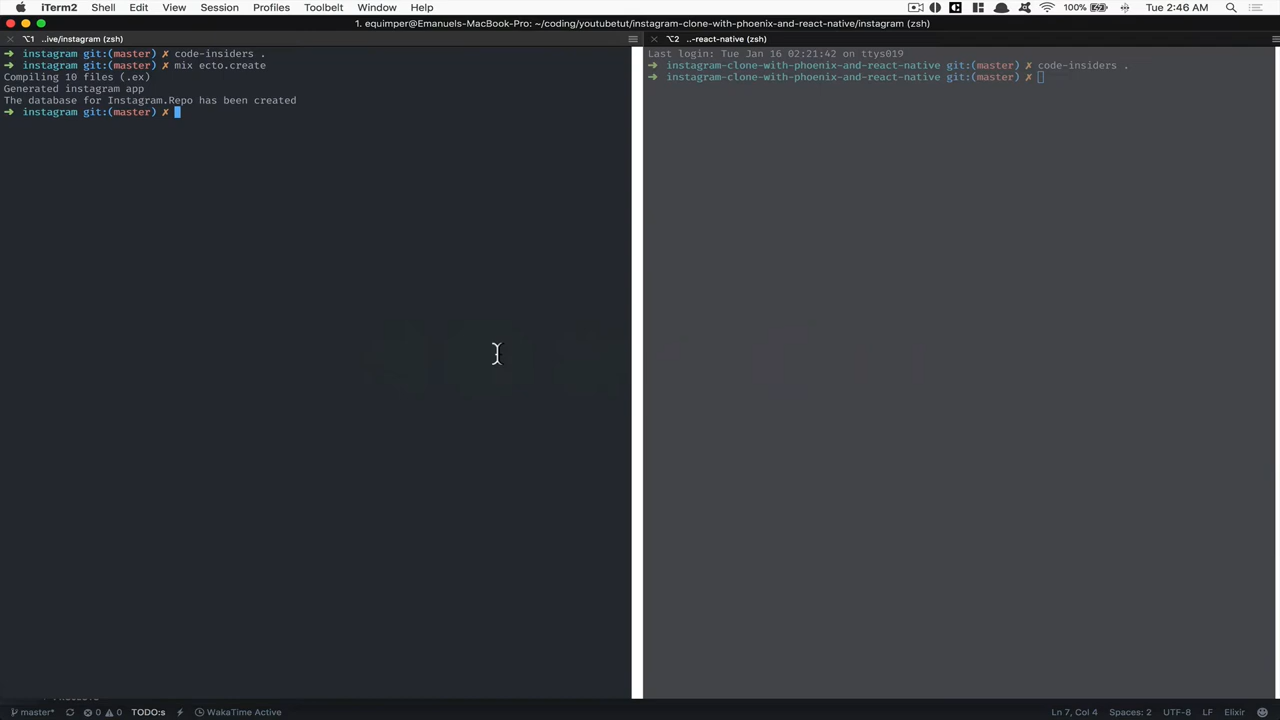 iTerm2 Shell Edit View Session Profiles Toolbelt Window Help 100% Tue 2:46 AM
1. equimper@Emanuels-MacBook-Pro: ~/coding/youtubetut/instagram-clone-with-phoenix-and-react-native/instagram (zsh)
⌥1 ..ive/instagram (zsh)
➜ instagram git:(master) ✗ code-insiders .
➜ instagram git:(master) ✗ mix ecto.create
Compiling 10 files (.ex)
Generated instagram app
The database for Instagram.Repo has been created
➜ instagram git:(master) ✗
⌥2 ..-react-native (zsh)
Last login: Tue Jan 16 02:21:42 on ttys019
➜ instagram-clone-with-phoenix-and-react-native git:(master) ✗ code-insiders .
➜ instagram-clone-with-phoenix-and-react-native git:(master) ✗
master* 0 0 TODO:s WakaTime Active Ln 7, Col 4 Spaces: 2 UTF-8 LF Elixir